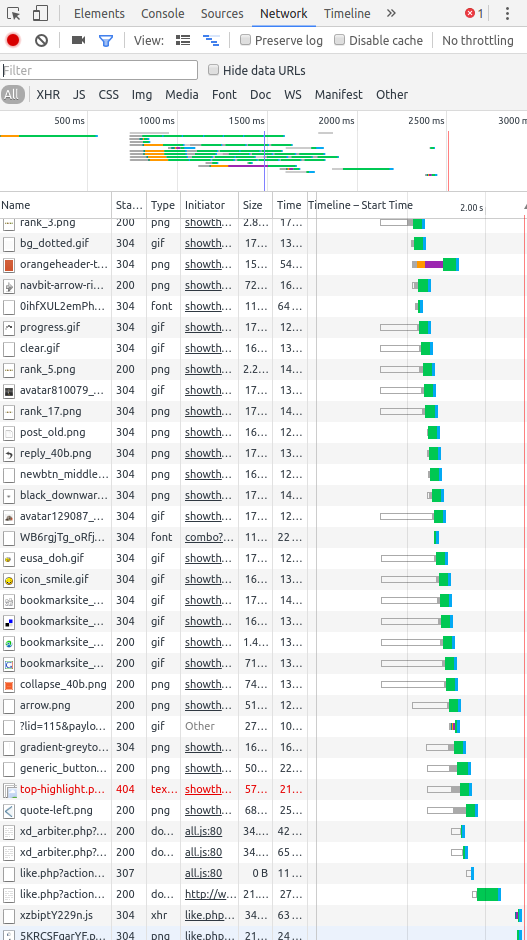 Elements Console Sources Network Timeline » 1
View: Preserve log Disable cache No throttling
Filter Hide data URLs
All XHR JS CSS Img Media Font Doc WS Manifest Other
500 ms 1000 ms 1500 ms 2000 ms 2500 ms 3000 m
Name Sta… Type Initiator Size Time Timeline – Start Time 2.00 s
rank_3.png 200 png showth… 2.8… 17…
bg_dotted.gif 304 gif showth… 17… 13…
orangeheader-t… 304 png showth… 15… 54…
navbit-arrow-ri… 200 png showth… 72… 16…
0ihfXUL2emPh… 304 font showth… 11… 64…
progress.gif 304 gif showth… 17… 12…
clear.gif 304 gif showth… 16… 13…
rank_5.png 200 png showth… 2.2… 14…
avatar810079_… 304 gif showth… 17… 13…
rank_17.png 304 png showth… 17… 14…
post_old.png 304 png showth… 16… 12…
reply_40b.png 304 png showth… 17… 13…
newbtn_middle… 304 png showth… 16… 12…
black_downwar… 304 png showth… 17… 14…
avatar129087_… 304 gif showth… 17… 12…
WB6rgjTg_oRfj… 304 font combo?… 11… 22…
eusa_doh.gif 304 gif showth… 17… 12…
icon_smile.gif 304 gif showth… 16… 13…
bookmarksite_… 304 gif showth… 17… 14…
bookmarksite_… 304 gif showth… 16… 13…
bookmarksite_… 200 gif showth… 1.4… 13…
bookmarksite_… 200 gif showth… 71… 13…
collapse_40b.png 200 png showth… 74… 13…
arrow.png 200 png showth… 51… 12…
?lid=115&paylo… 200 gif Other 27… 10…
gradient-greyto… 304 png showth… 16… 16…
generic_button… 200 png showth… 50… 22…
top-highlight.p… 404 tex… showth… 57… 21…
quote-left.png 200 png showth… 68… 25…
xd_arbiter.php?… 200 do… all.js:80 34.… 42…
xd_arbiter.php?… 200 do… all.js:80 34.… 65…
like.php?action… 307 all.js:80 0 B 11…
like.php?action… 200 do… http://w… 21.… 27…
xzbiptY229n.js 304 xhr like.php… 34… 63…
304 png like.php… 21… 24…